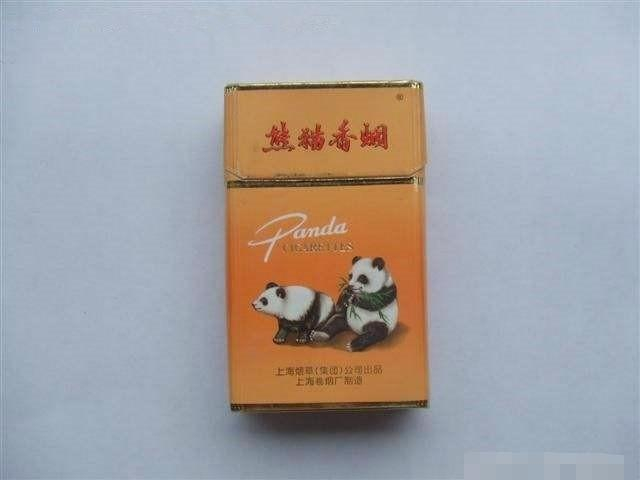 ®
熊猫香烟
Panda
CIGARETTES
上海烟草(集团)公司出品
上海卷烟厂制造